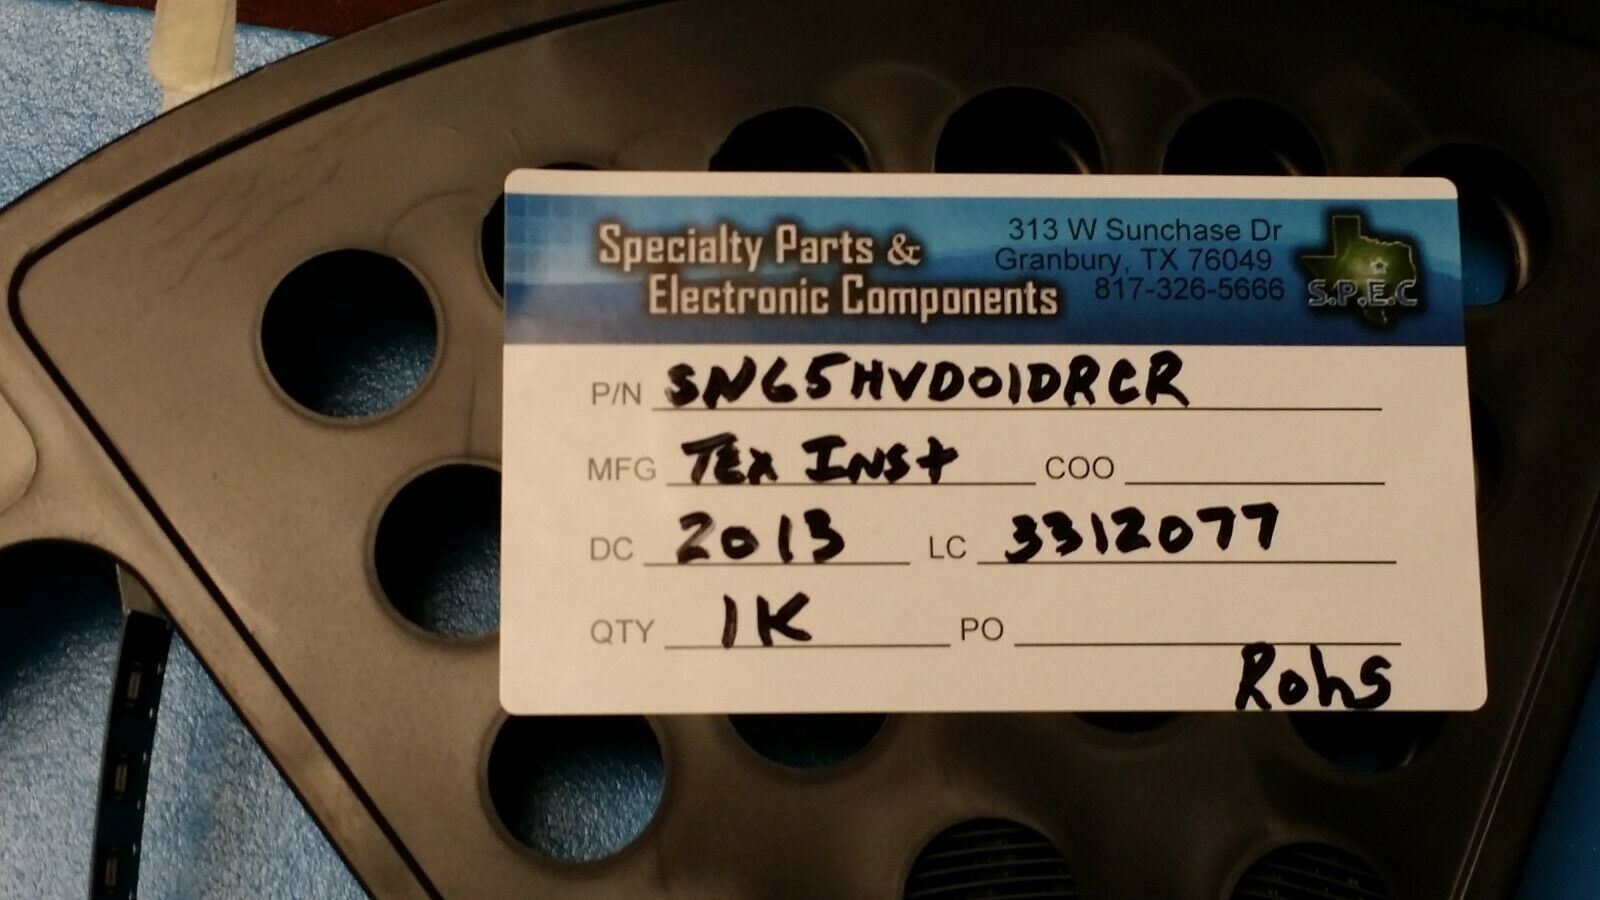 Specialty Parts &
Electronic Components
313 W Sunchase Dr
Granbury, TX 76049
817-326-5666
S.P.E.C
P/N SN65HVD01DRCR
MFG Tex Inst COO
DC 2013 LC 3312077
QTY 1K PO
Rohs